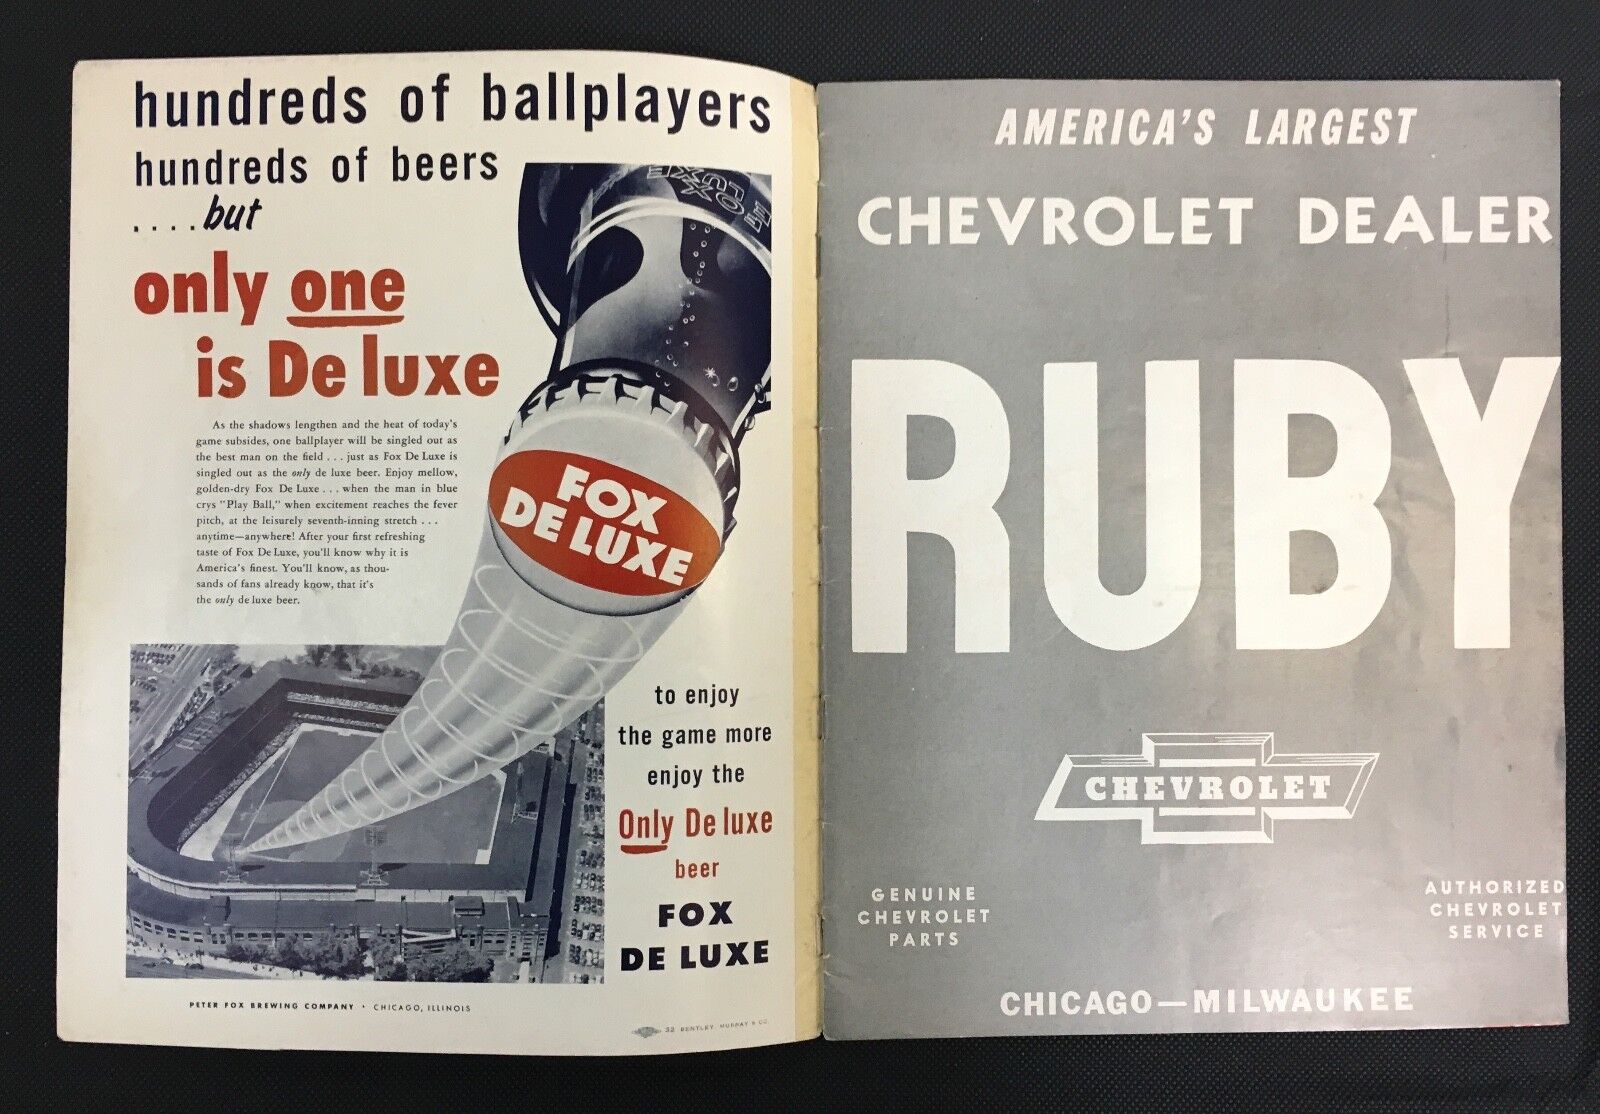 hundreds of ballplayers
hundreds of beers
....but
only one
is De luxe
As the shadows lengthen and the heat of today's
game subsides, one ballplayer will be singled out as
the best man on the field . . . just as Fox De Luxe is
singled out as the only de luxe beer. Enjoy mellow,
golden-dry Fox De Luxe . . . when the man in blue
crys "Play Ball," when excitement reaches the fever
pitch, at the leisurely seventh-inning stretch . . .
anytime—anywhere! After your first refreshing
taste of Fox De Luxe, you'll know why it is
America's finest. You'll know, as thou-
sands of fans already know, that it's
the only de luxe beer.
FOX
DE LUXE
FOX
DE LUXE
to enjoy
the game more
enjoy the
Only De luxe
beer
FOX
DE LUXE
PETER FOX BREWING COMPANY • CHICAGO, ILLINOIS
32 BENTLEY, MURRAY & CO.
AMERICA'S LARGEST
CHEVROLET DEALER
RUBY
CHEVROLET
GENUINE
CHEVROLET
PARTS
AUTHORIZED
CHEVROLET
SERVICE
CHICAGO—MILWAUKEE